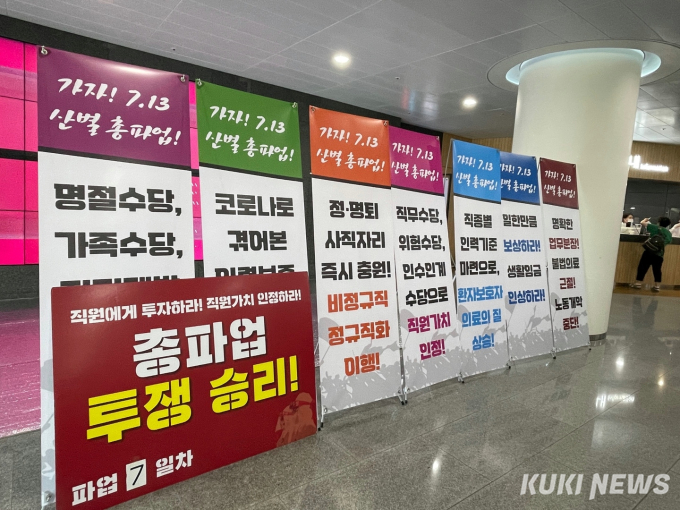 가자! 7.13
산별 총파업!
명절수당,
가족수당,
가자! 7.13
산별 총파업!
코로나로
겪어본
인력부족
가자! 7.13
산별 총파업!
정·명퇴
사직자리
즉시 충원!
비정규직
정규직화
이행!
가자! 7.13
산별 총파업!
직무수당,
위험수당,
인수인계
수당으로
직원가치
인정!
가자! 7.13
산별 총파업!
직종별
인력기준
마련으로,
환자보호자
의료의 질
상승!
가자! 7.13
산별 총파업!
일한만큼
보상하라!
생활임금
인상하라!
가자! 7.13
산별 총파업!
명확한
업무분장!
불법의료
근절!
노동개악
중단!
직원에게 투자하라! 직원가치 인정하라!
총파업
투쟁 승리!
파업 7 일차
KUKI NEWS